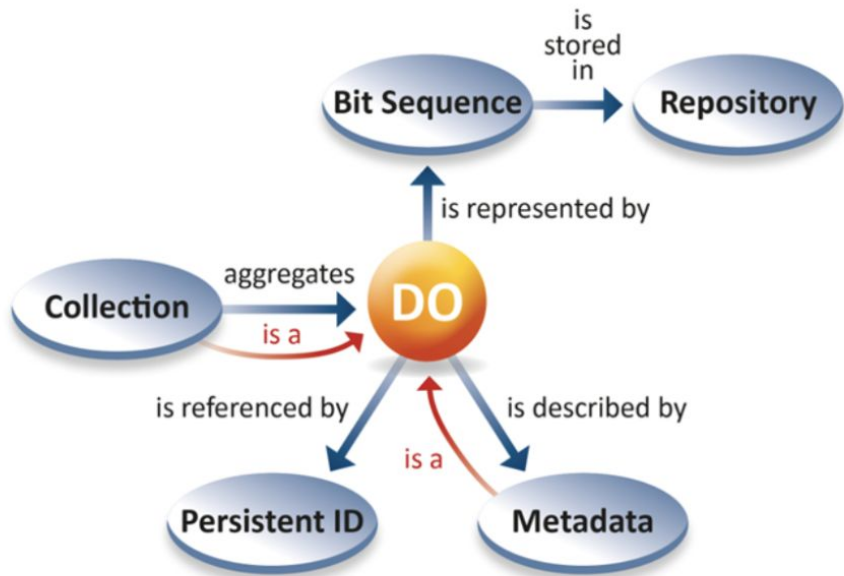 is
stored
in
Bit Sequence
Repository
is represented by
aggregates
Collection
DO
is a
is referenced by
is described by
is a
Persistent ID
Metadata